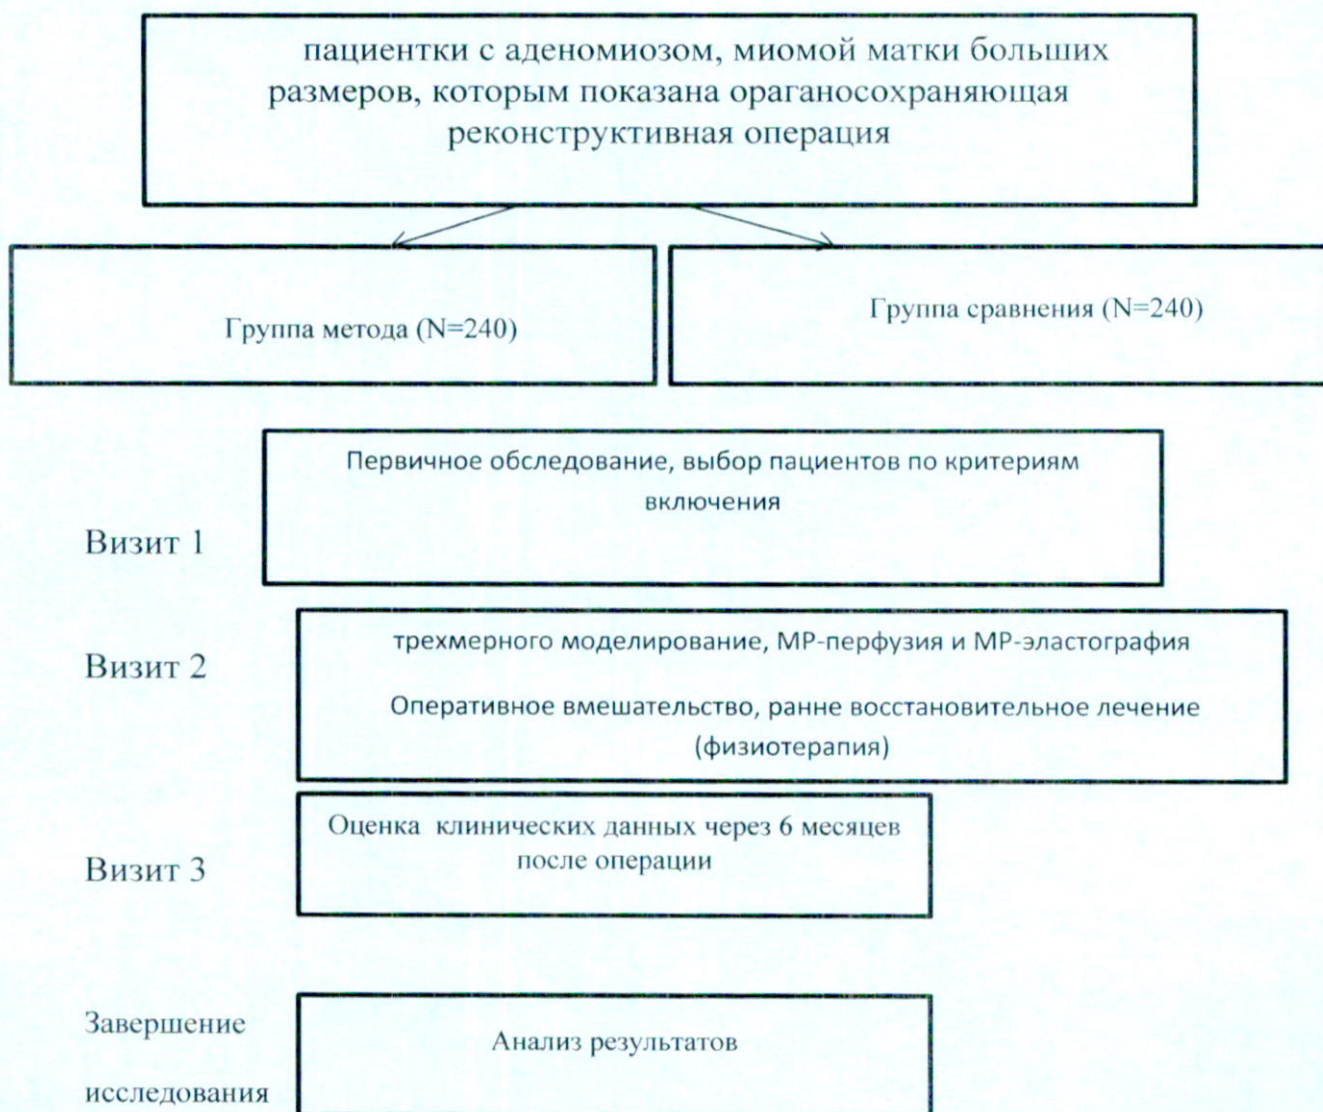 пациентки с аденомиозом, миомой матки больших
размеров, которым показана ораганосохраняющая
реконструктивная операция
Группа метода (N=240)
Группа сравнения (N=240)
Первичное обследование, выбор пациентов по критериям
включения
Визит 1
трехмерного моделирование, МР-перфузия и МР-эластография
Визит 2
Оперативное вмешательство, ранне восстановительное лечение
(физиотерапия)
Оценка клинических данных через 6 месяцев
после операции
Визит 3
Завершение
исследования
Анализ результатов